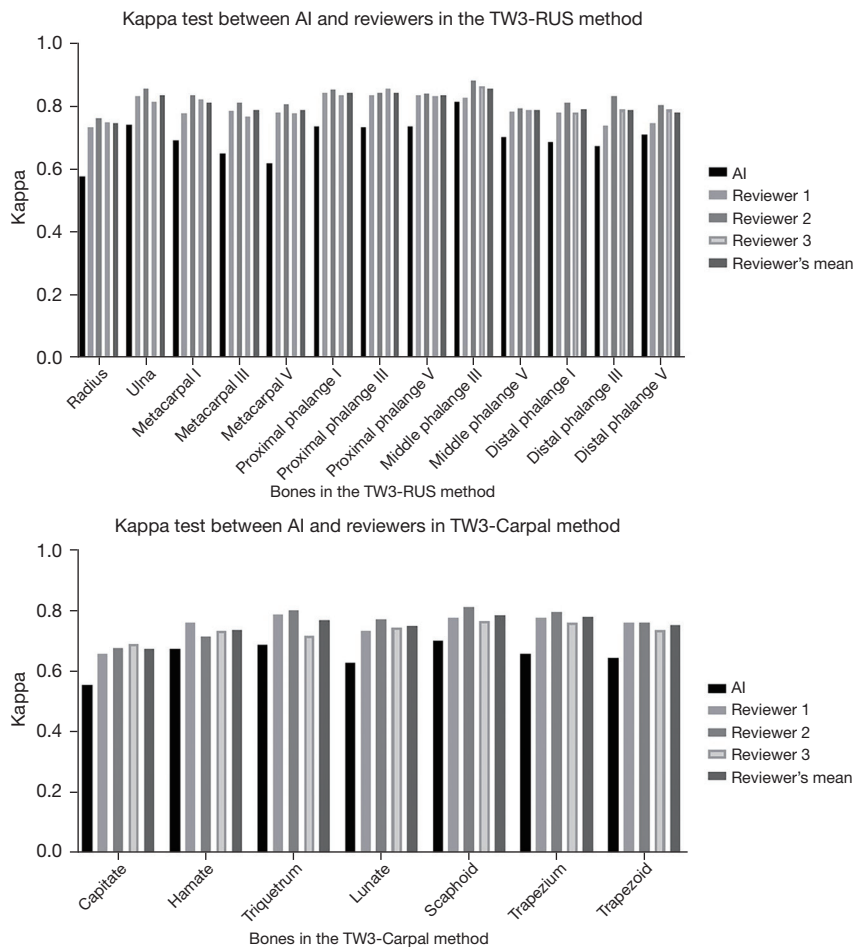 Kappa test between AI and reviewers in the TW3-RUS method
1.0
0.8
0.6
0.4
0.2
0.0
Kappa
AI
Reviewer 1
Reviewer 2
Reviewer 3
Reviewer's mean
Radius
Ulna
Metacarpal I
Metacarpal III
Metacarpal V
Proximal phalange I
Proximal phalange III
Proximal phalange V
Middle phalange III
Middle phalange V
Distal phalange I
Distal phalange III
Distal phalange V
Bones in the TW3-RUS method
Kappa test between AI and reviewers in TW3-Carpal method
1.0
0.8
0.6
0.4
0.2
0.0
Kappa
AI
Reviewer 1
Reviewer 2
Reviewer 3
Reviewer's mean
Capitate
Hamate
Triquetrum
Lunate
Scaphoid
Trapezium
Trapezoid
Bones in the TW3-Carpal method